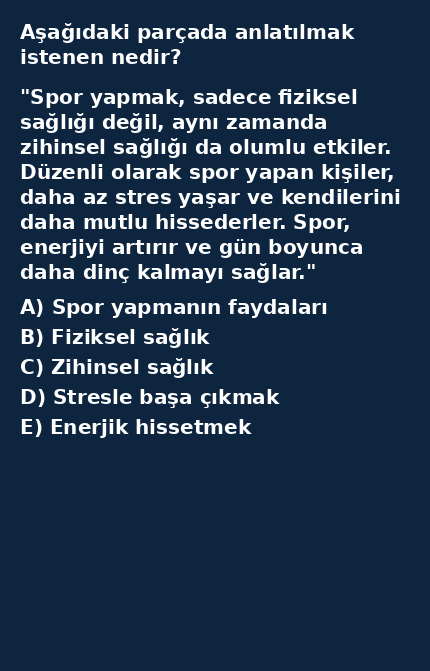 Aşağıdaki parçada anlatılmak
istenen nedir?
"Spor yapmak, sadece fiziksel
sağlığı değil, aynı zamanda
zihinsel sağlığı da olumlu etkiler.
Düzenli olarak spor yapan kişiler,
daha az stres yaşar ve kendilerini
daha mutlu hissederler. Spor,
enerjiyi artırır ve gün boyunca
daha dinç kalmayı sağlar."
A) Spor yapmanın faydaları
B) Fiziksel sağlık
C) Zihinsel sağlık
D) Stresle başa çıkmak
E) Enerjik hissetmek